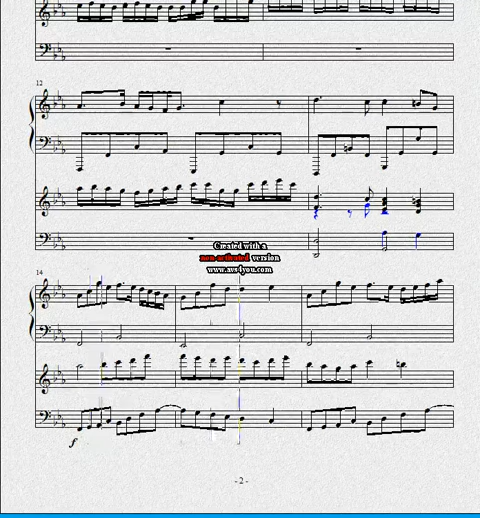 12
Created with a
non-activated version
www.avs4you.com
14
f
- 2 -